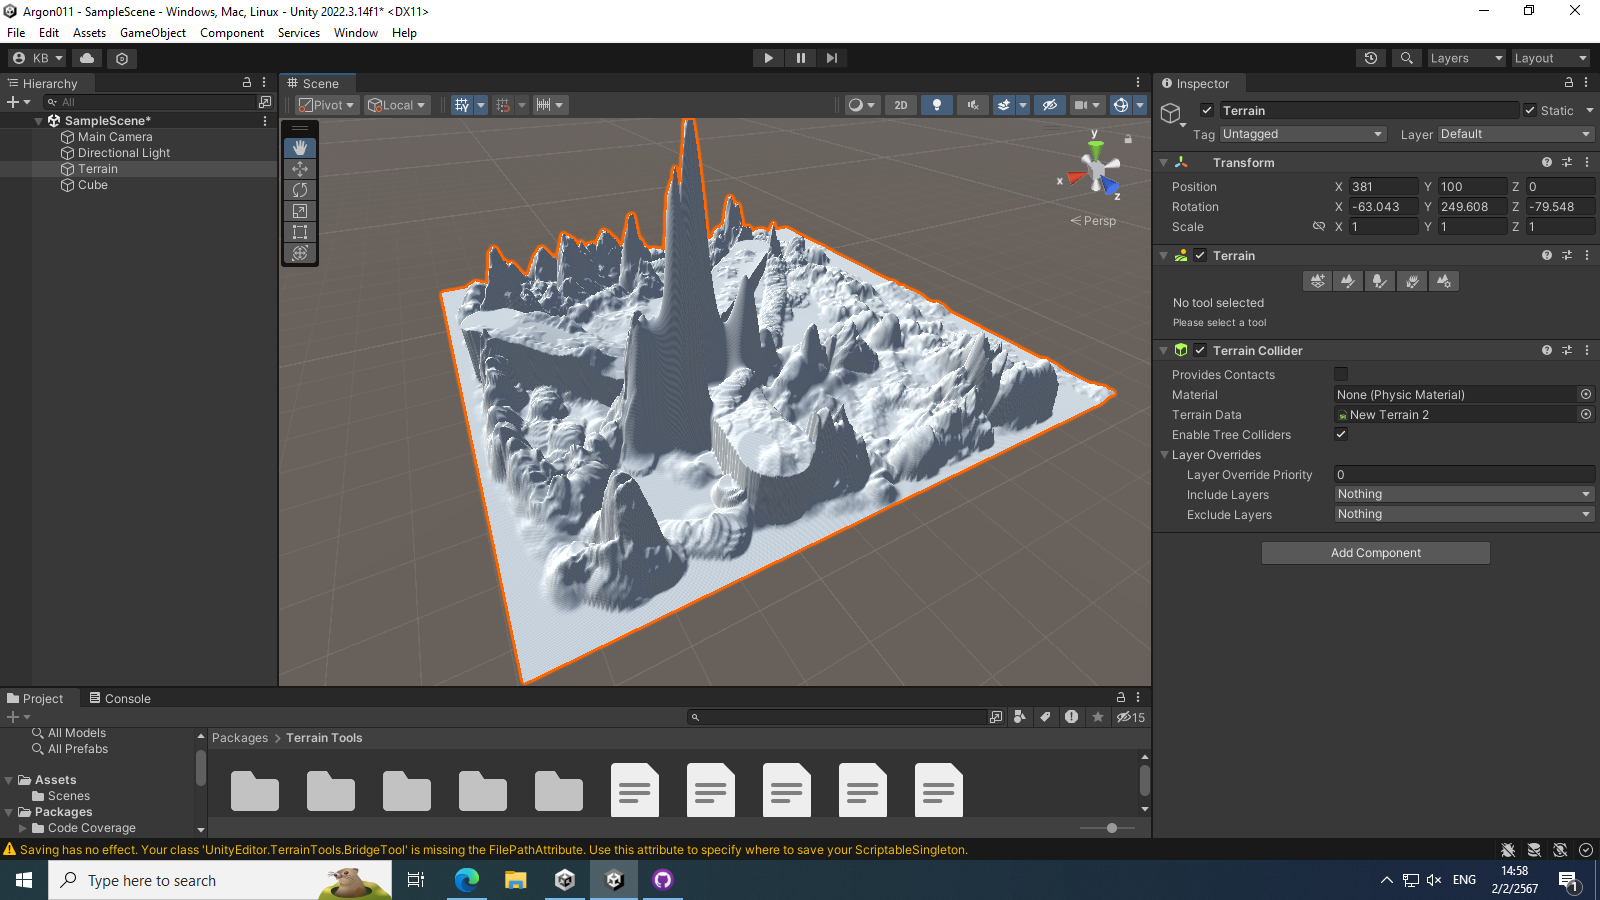 Argon011 - SampleScene - Windows, Mac, Linux - Unity 2022.3.14f1* <DX11>
File Edit Assets GameObject Component Services Window Help
KB Layers Layout
Hierarchy
All
SampleScene*
Main Camera
Directional Light
Terrain
Cube
Scene
Pivot Local 2D
y
x
z
Persp
Inspector
Terrain Static
Tag Untagged Layer Default
Transform
Position X 381 Y 100 Z 0
Rotation X -63.043 Y 249.608 Z -79.548
Scale X 1 Y 1 Z 1
Terrain
No tool selected
Please select a tool
Terrain Collider
Provides Contacts
Material None (Physic Material)
Terrain Data New Terrain 2
Enable Tree Colliders
Layer Overrides
Layer Override Priority 0
Include Layers Nothing
Exclude Layers Nothing
Add Component
Project Console
15
All Models
All Prefabs
Assets
Scenes
Packages
Code Coverage
Packages > Terrain Tools
Saving has no effect. Your class 'UnityEditor.TerrainTools.BridgeTool' is missing the FilePathAttribute. Use this attribute to specify where to save your ScriptableSingleton.
Type here to search
ENG
14:58
2/2/2567
1